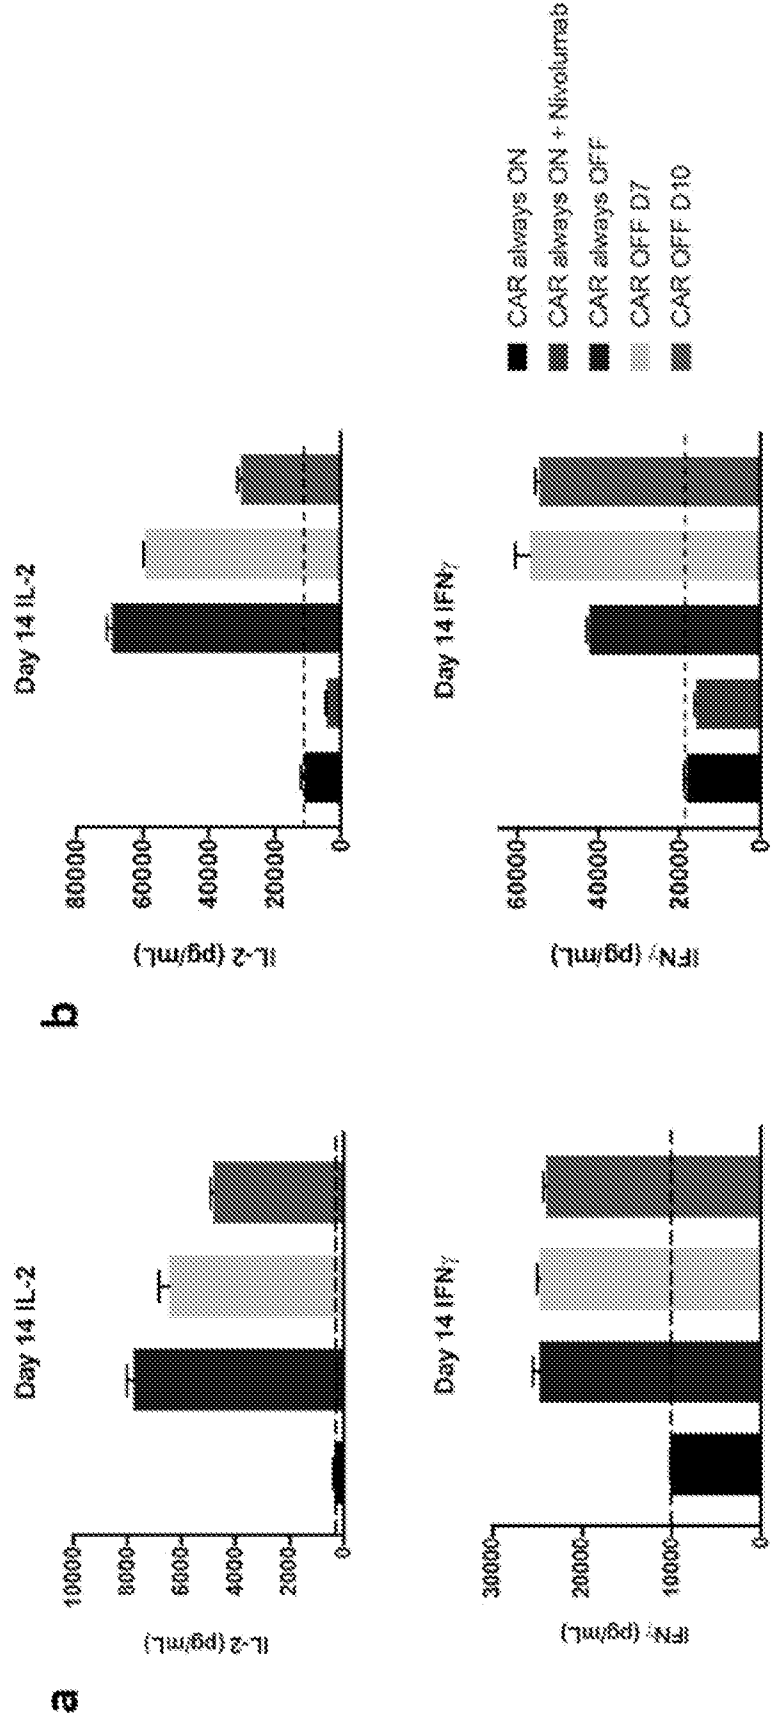 a
Day 14 IL-2
IL-2 (pg/mL)
10000
8000
6000
4000
2000
0
Day 14 IFNγ
IFNγ (pg/mL)
30000
20000
10000
0
b
Day 14 IL-2
IL-2 (pg/mL)
80000
60000
40000
20000
0
Day 14 IFNγ
IFNγ (pg/mL)
60000
40000
20000
0
CAR always ON
CAR always ON + Nivolumab
CAR always OFF
CAR OFF D7
CAR OFF D10